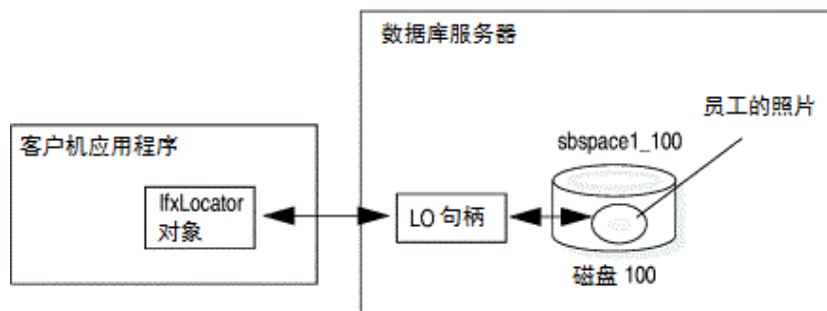 数据库服务器
员工的照片
客户机应用程序
sbspace1_100
IfxLocator
对象
LO 句柄
磁盘 100